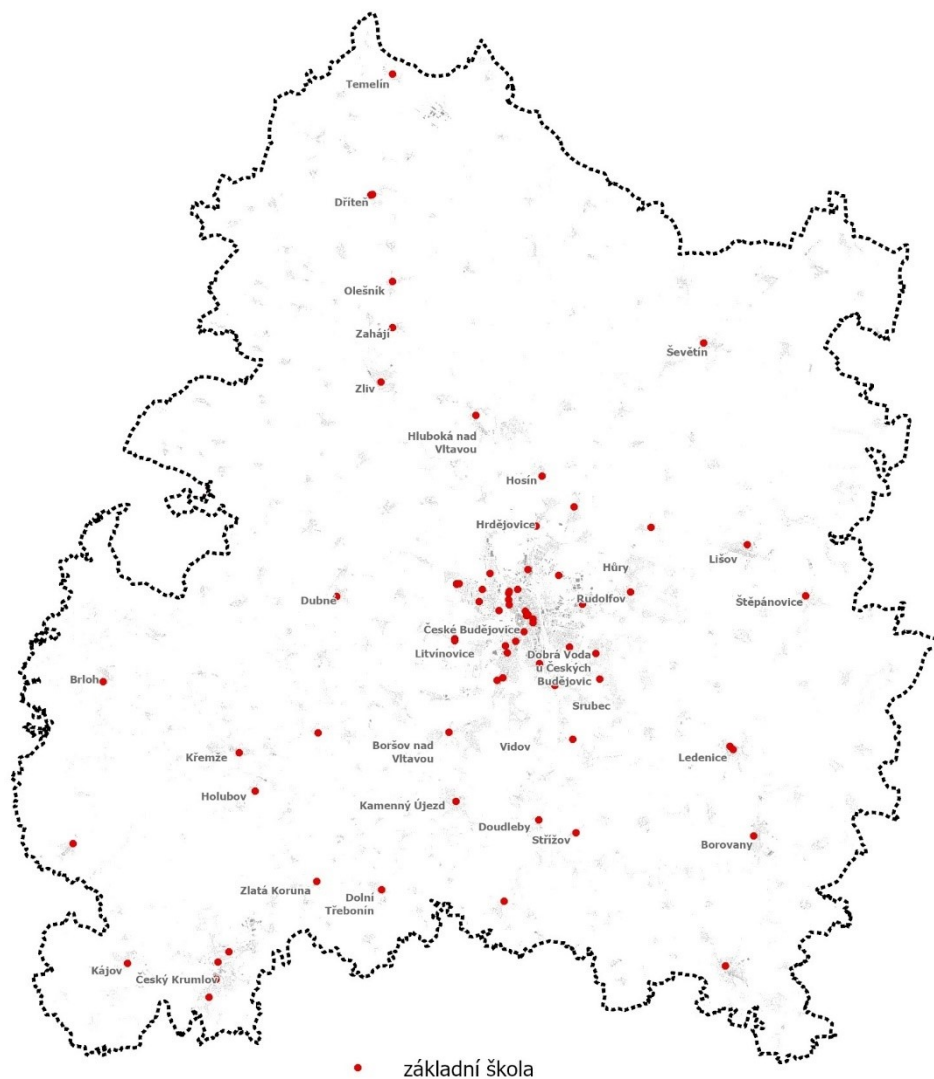 Temelín
Dříteň
Olešník
Zahájí
Ševětín
Zliv
Hluboká nad
Vltavou
Hosín
Hrdějovice
Lišov
Hůry
Dubné
Rudolfov
Štěpánovice
České Budějovice
Litvínovice
Dobrá Voda
u Českých
Budějovic
Brloh
Srubec
Boršov nad
Vltavou
Vidov
Křemže
Ledenice
Holubov
Kamenný Újezd
Doudleby
Střížov
Borovany
Zlatá Koruna
Dolní
Třebonín
Kájov
Český Krumlov
základní škola